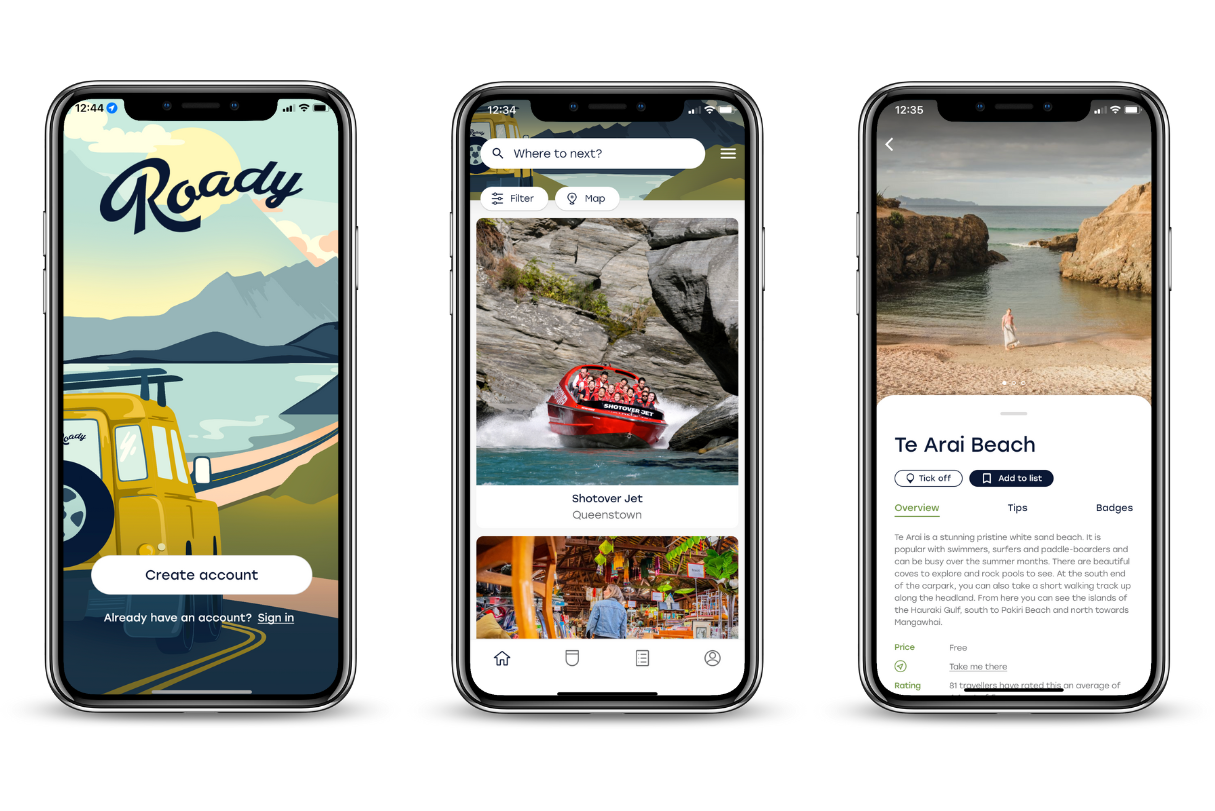 12:44
Roady
Roady
Create account
Already have an account? Sign in
12:34
Where to next?
Filter
Map
SHOTOVER JET
Shotover Jet
Queenstown
12:35
Te Arai Beach
Tick off
Add to list
Overview
Tips
Badges
Te Arai is a stunning pristine white sand beach. It is
popular with swimmers, surfers and paddle-boarders and
can be busy over the summer months. There are beautiful
coves to explore and rock pools to see. At the south end
of the carpark, you can also take a short walking track up
along the headland. From here you can see the islands of
the Hauraki Gulf, south to Pakiri Beach and north towards
Mangawhai.
Price
Free
Take me there
Rating
81 travellers have rated this an average of